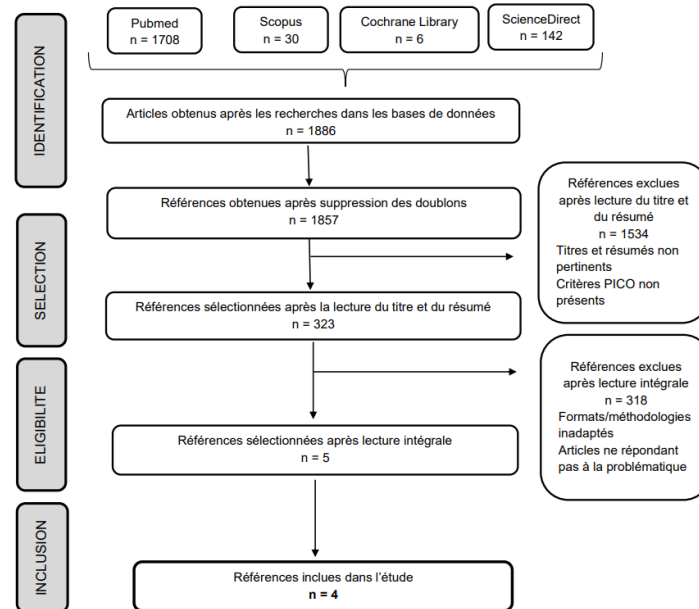 Pubmed
n = 1708
Scopus
n = 30
Cochrane Library
n = 6
ScienceDirect
n = 142
IDENTIFICATION
Articles obtenus après les recherches dans les bases de données
n = 1886
Références obtenues après suppression des doublons
n = 1857
Références exclues
après lecture du titre et
du résumé
n = 1534
Titres et résumés non
pertinents
Critères PICO non
présents
SELECTION
Références sélectionnées après la lecture du titre et du résumé
n = 323
Références exclues
après lecture intégrale
n = 318
Formats/méthodologies
inadaptés
Articles ne répondant
pas à la problématique
ELIGIBILITE
Références sélectionnées après lecture intégrale
n = 5
INCLUSION
Références inclues dans l'étude
n = 4